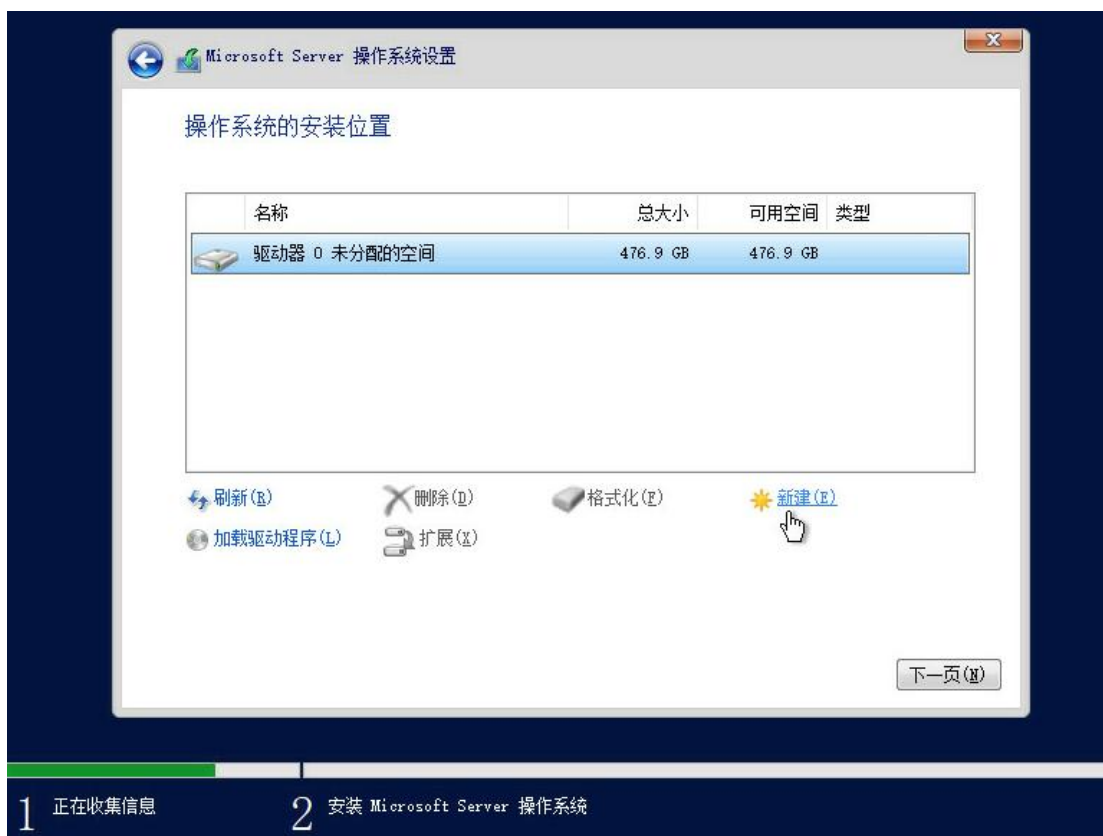 Microsoft Server 操作系统设置
操作系统的安装位置
名称 总大小 可用空间 类型
驱动器 0 未分配的空间 476.9 GB 476.9 GB
刷新(R) 删除(D) 格式化(F) 新建(E)
加载驱动程序(L) 扩展(X)
下一页(N)
1 正在收集信息 2 安装 Microsoft Server 操作系统